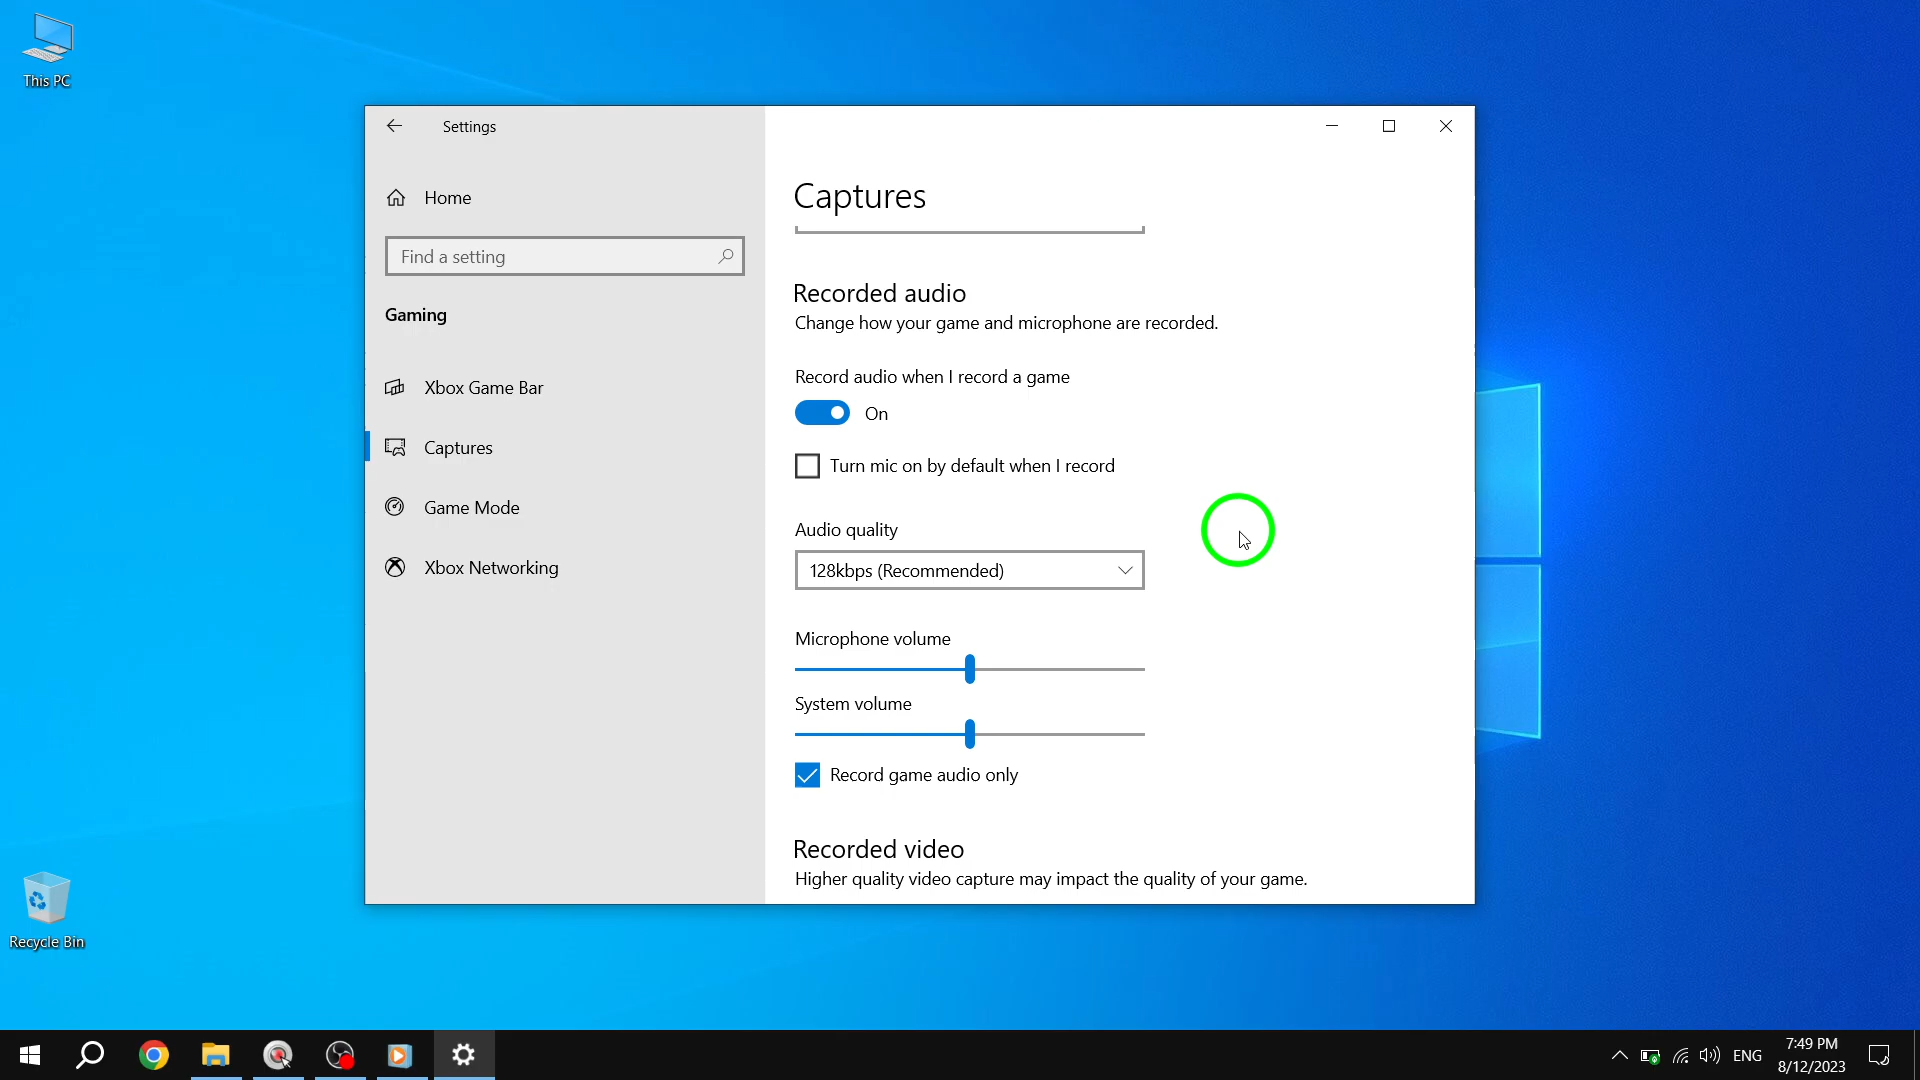 This PC
Settings
Home
Find a setting
Gaming
Xbox Game Bar
Captures
Game Mode
Xbox Networking
Captures
Recorded audio
Change how your game and microphone are recorded.
Record audio when I record a game
On
Turn mic on by default when I record
Audio quality
128kbps (Recommended)
Microphone volume
System volume
Record game audio only
Recorded video
Higher quality video capture may impact the quality of your game.
Recycle Bin
ENG
7:49 PM
8/12/2023